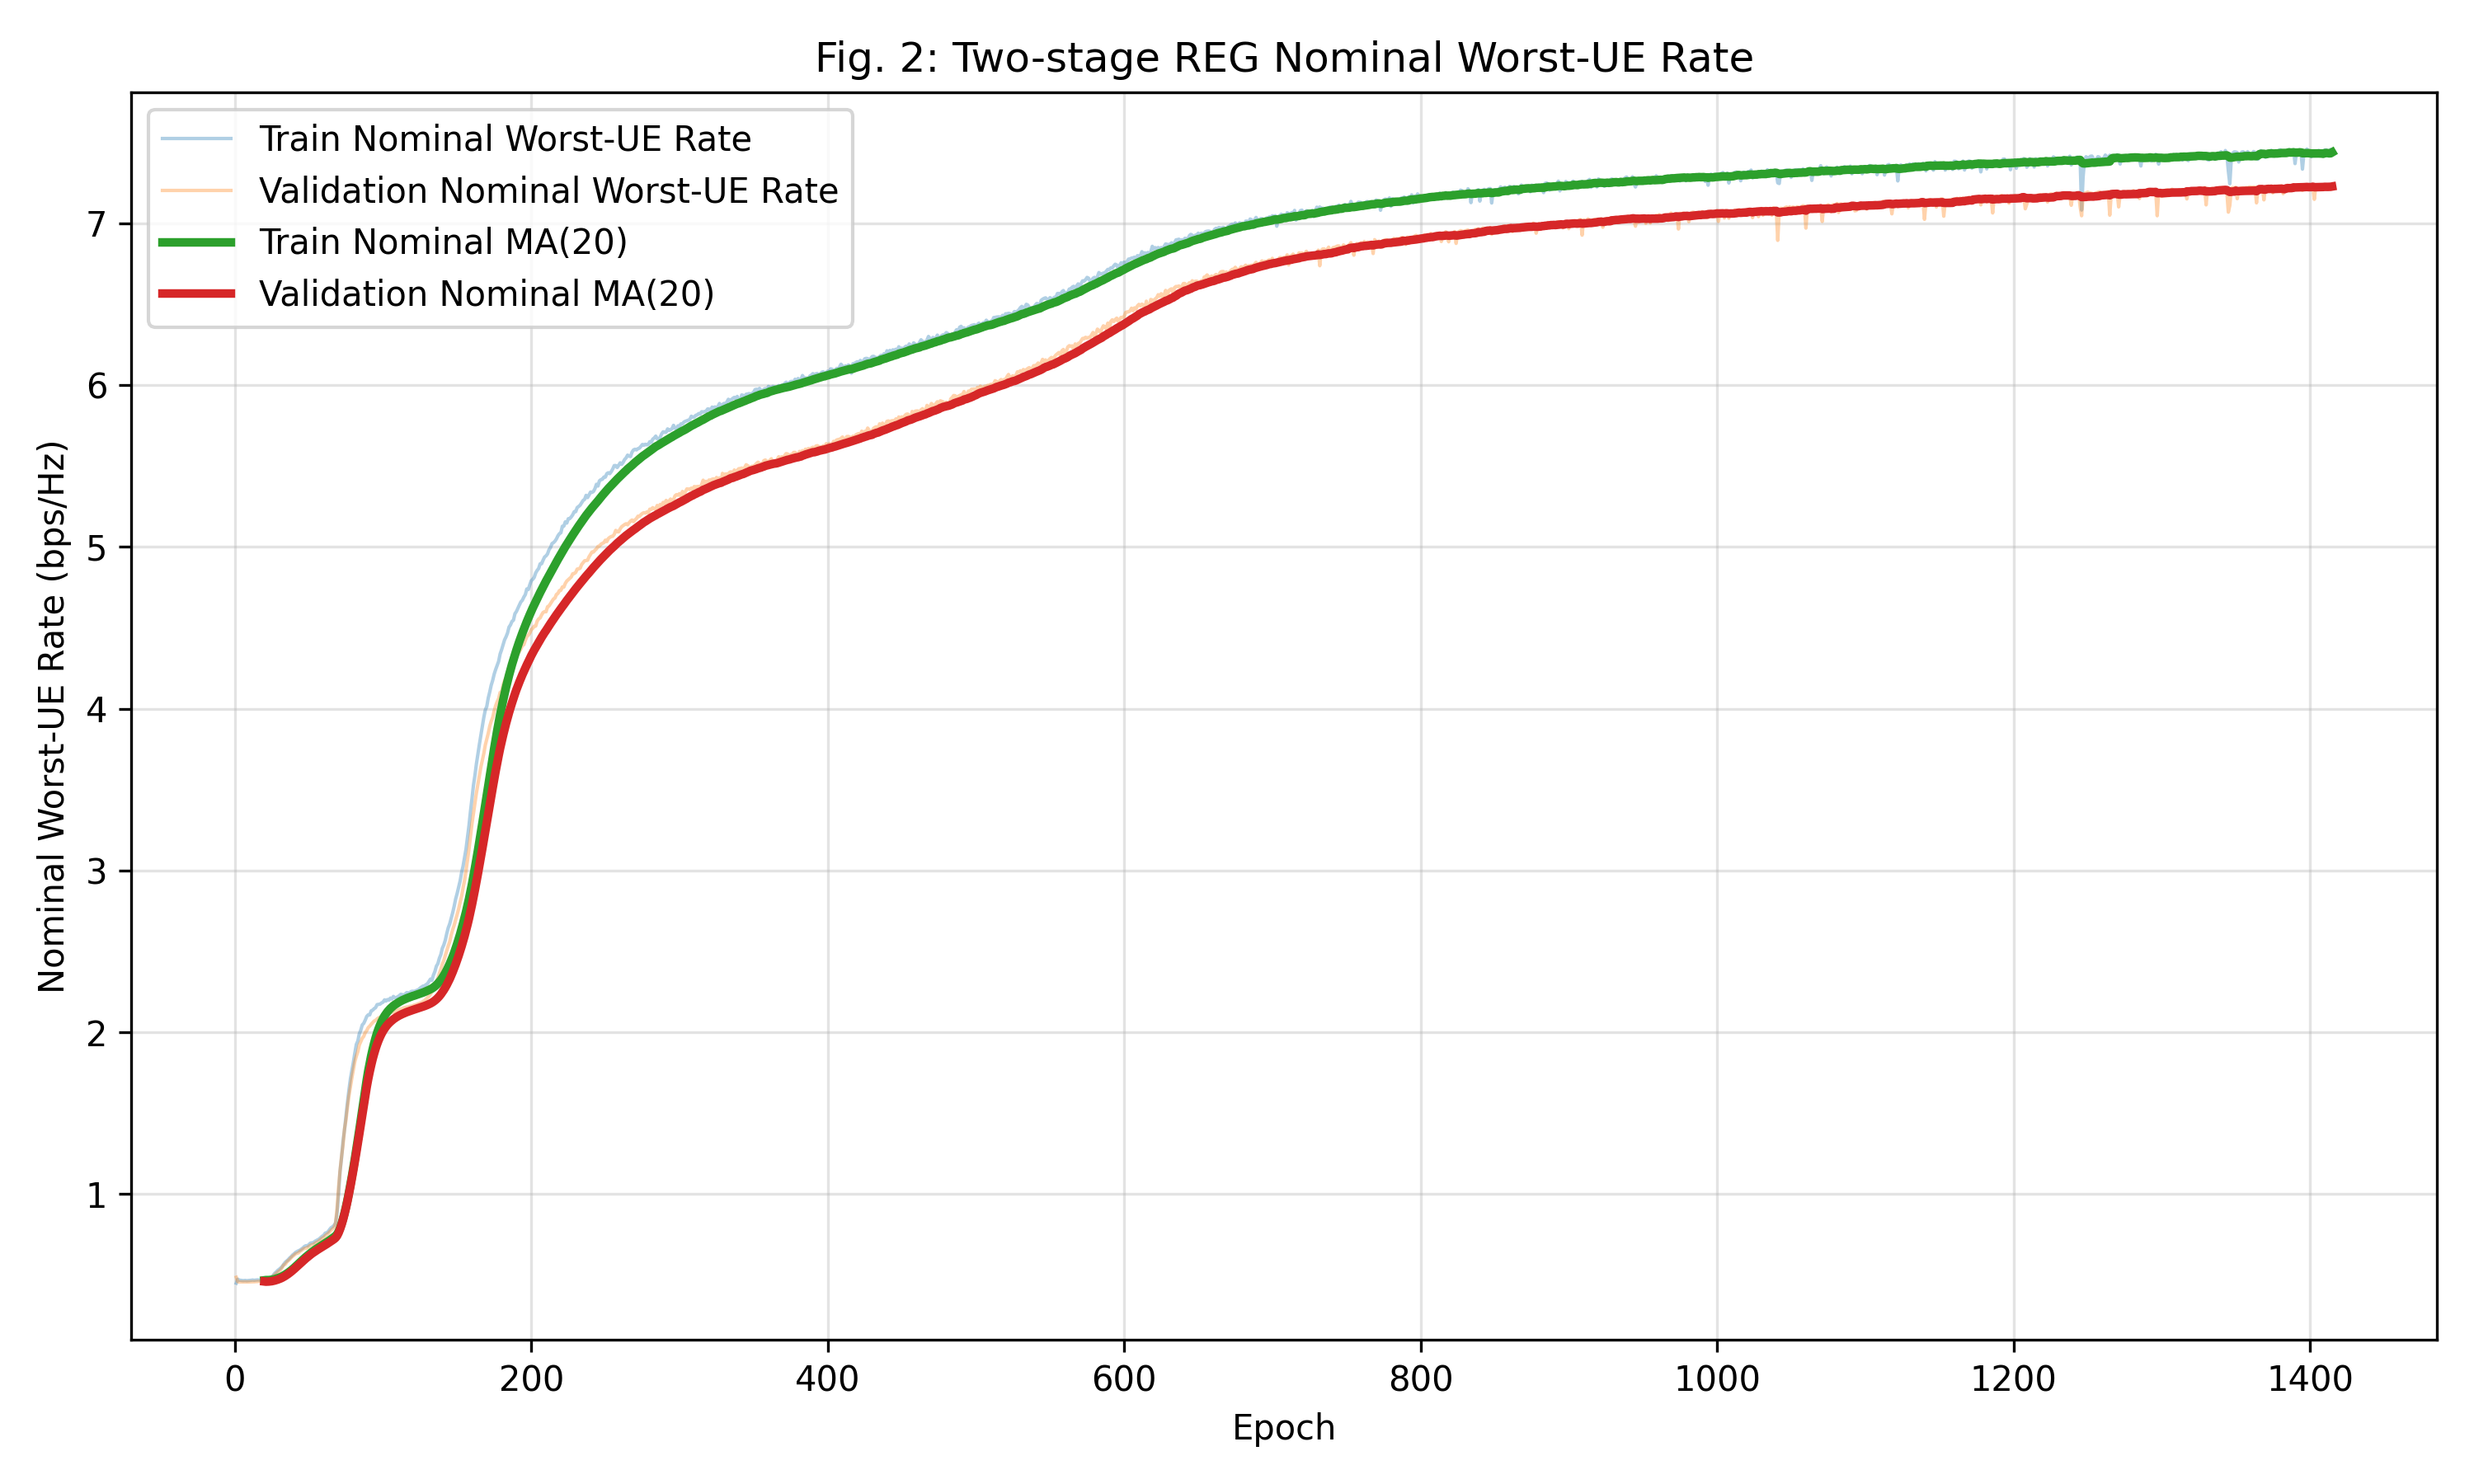 Fig. 2: Two-stage REG Nominal Worst-UE Rate
Train Nominal Worst-UE Rate
Validation Nominal Worst-UE Rate
Train Nominal MA(20)
Validation Nominal MA(20)
Nominal Worst-UE Rate (bps/Hz)
7
6
5
4
3
2
1
0 200 400 600 800 1000 1200 1400
Epoch